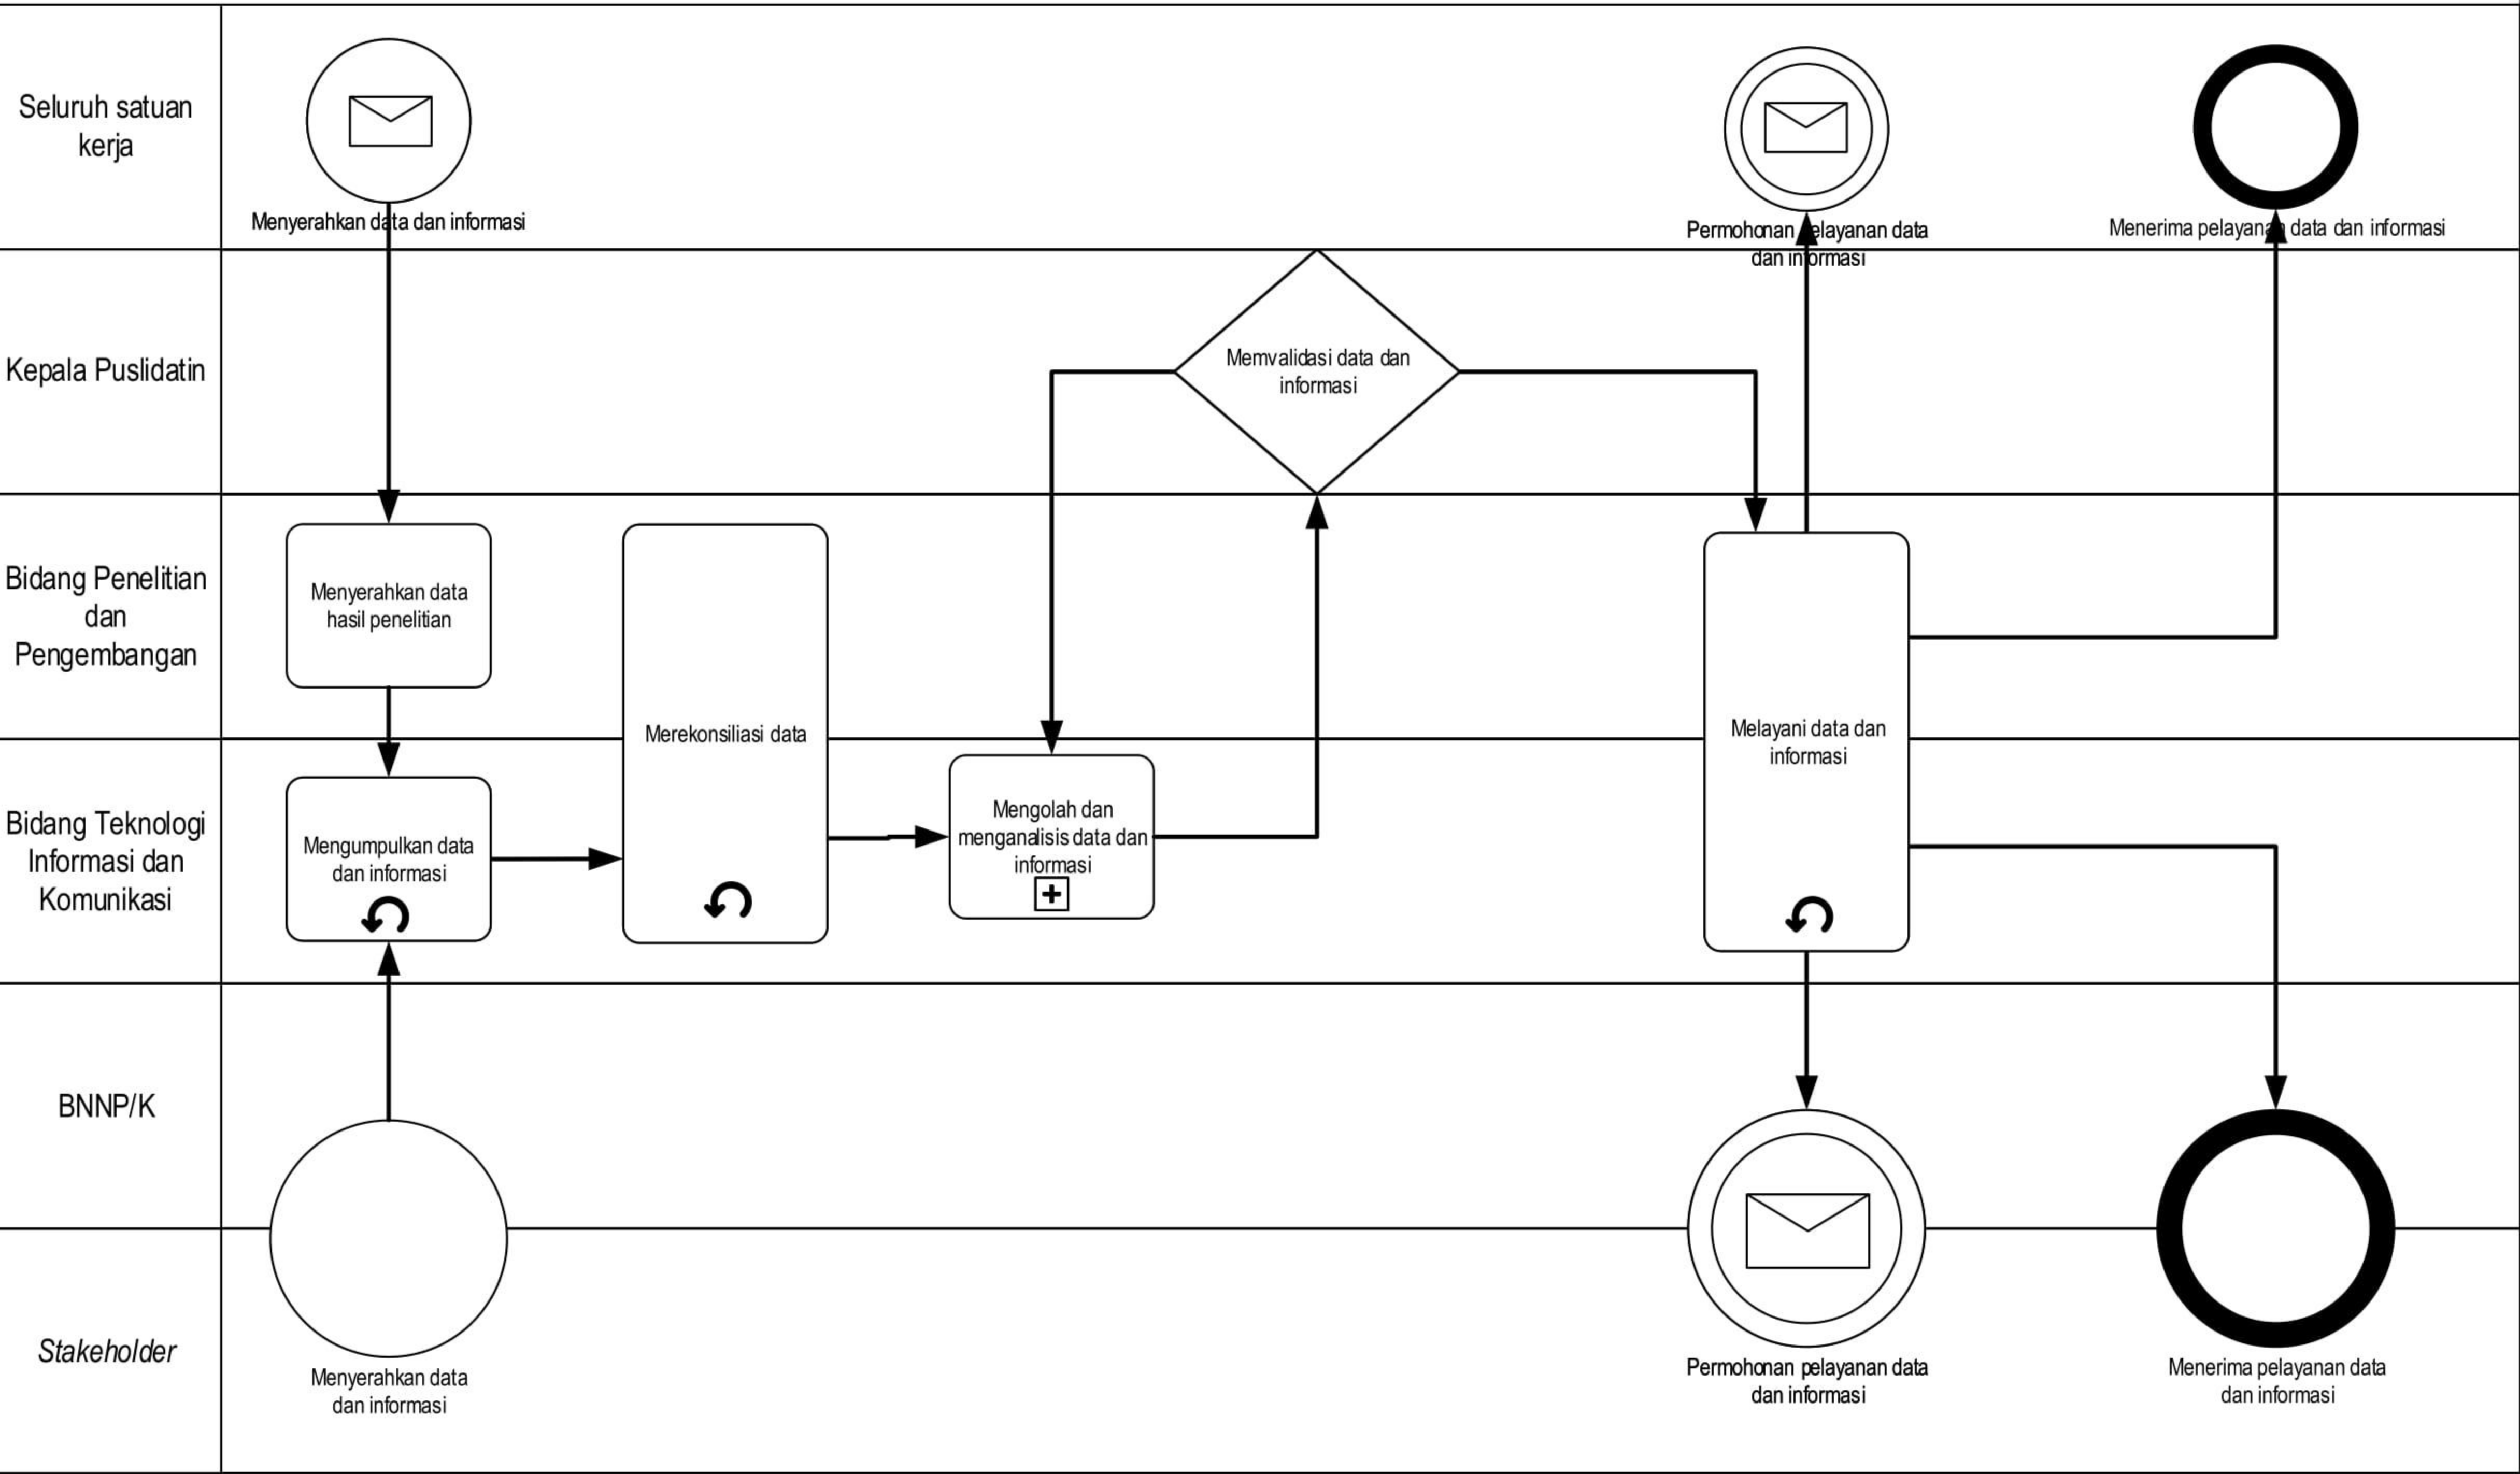 Seluruh satuan
kerja
Menyerahkan data dan informasi
Permohonan pelayanan data
dan informasi
Menerima pelayanan data dan informasi
Kepala Puslidatin
Memvalidasi data dan
informasi
Bidang Penelitian
dan
Pengembangan
Menyerahkan data
hasil penelitian
Merekonsiliasi data
Melayani data dan
informasi
Bidang Teknologi
Informasi dan
Komunikasi
Mengumpulkan data
dan informasi
Mengolah dan
menganalisis data dan
informasi
BNNP/K
Stakeholder
Menyerahkan data
dan informasi
Permohonan pelayanan data
dan informasi
Menerima pelayanan data
dan informasi